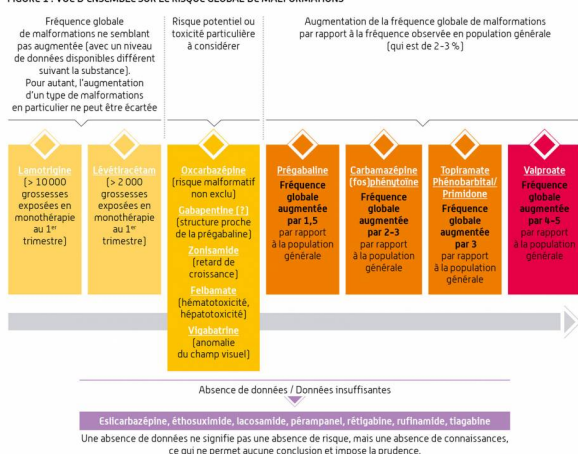 FIGURE 1 : VUE D'ENSEMBLE SUR LE RISQUE GLOBAL DE MALFORMATIONS
Fréquence globale
de malformations ne semblant
pas augmentée (avec un niveau
de données disponibles différent
suivant la substance).
Pour autant, l'augmentation
d'un type de malformations
en particulier ne peut être écartée
Risque potentiel ou
toxicité particulière
à considérer
Augmentation de la fréquence globale de malformations
par rapport à la fréquence observée en population générale
(qui est de 2-3 %)
Lamotrigine
(> 10 000
grossesses
exposées en
monothérapie
au 1er
trimestre)
Lévétiracétam
(> 2 000
grossesses
exposées en
monothérapie
au 1er
trimestre)
Oxcarbazépine
(risque malformatif
non exclu)
Gabapentine (?)
(structure proche
de la prégabaline)
Zonisamide
(retard de
croissance)
Felbamate
(hématotoxicité,
hépatotoxicité)
Vigabatrine
(anomalie
du champ visuel)
Prégabaline
Fréquence
globale
augmentée
par 1,5
par rapport
à la population
générale
Carbamazépine
(fos)phénytoïne
Fréquence
globale
augmentée
par 2-3
par rapport
à la population
générale
Topiramate
Phénobarbital/
Primidone
Fréquence
globale
augmentée
par 3
par rapport
à la population
générale
Valproate
Fréquence
globale
augmentée
par 4-5
par rapport
à la population
générale
Absence de données / Données insuffisantes
Eslicarbazépine, éthosuximide, lacosamide, pérampanel, rétigabine, rufinamide, tiagabine
Une absence de données ne signifie pas une absence de risque, mais une absence de connaissances,
ce qui ne permet aucune conclusion et impose la prudence.